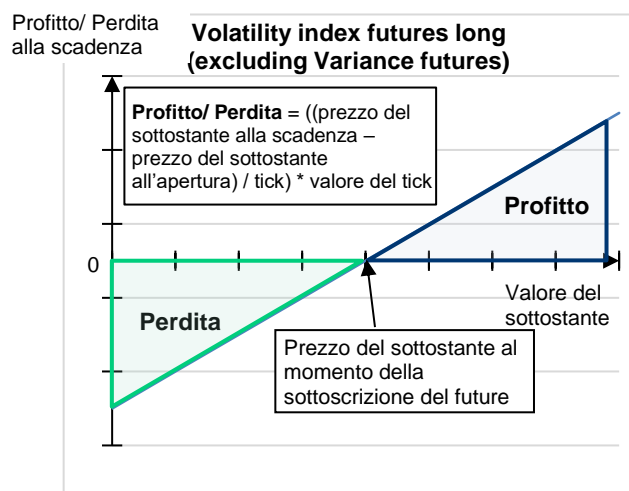 Profitto/ Perdita
alla scadenza
Volatility index futures long
(excluding Variance futures)
Profitto/ Perdita = ((prezzo del
sottostante alla scadenza –
prezzo del sottostante
all'apertura) / tick) * valore del tick
Profitto
0
Valore del
sottostante
Perdita
Prezzo del sottostante al
momento della
sottoscrizione del future